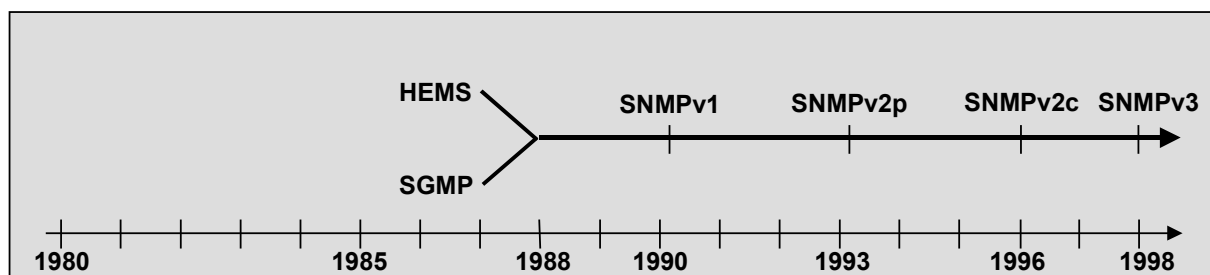 HEMS
SNMPv1 SNMPv2p SNMPv2c SNMPv3
SGMP
1980 1985 1988 1990 1993 1996 1998